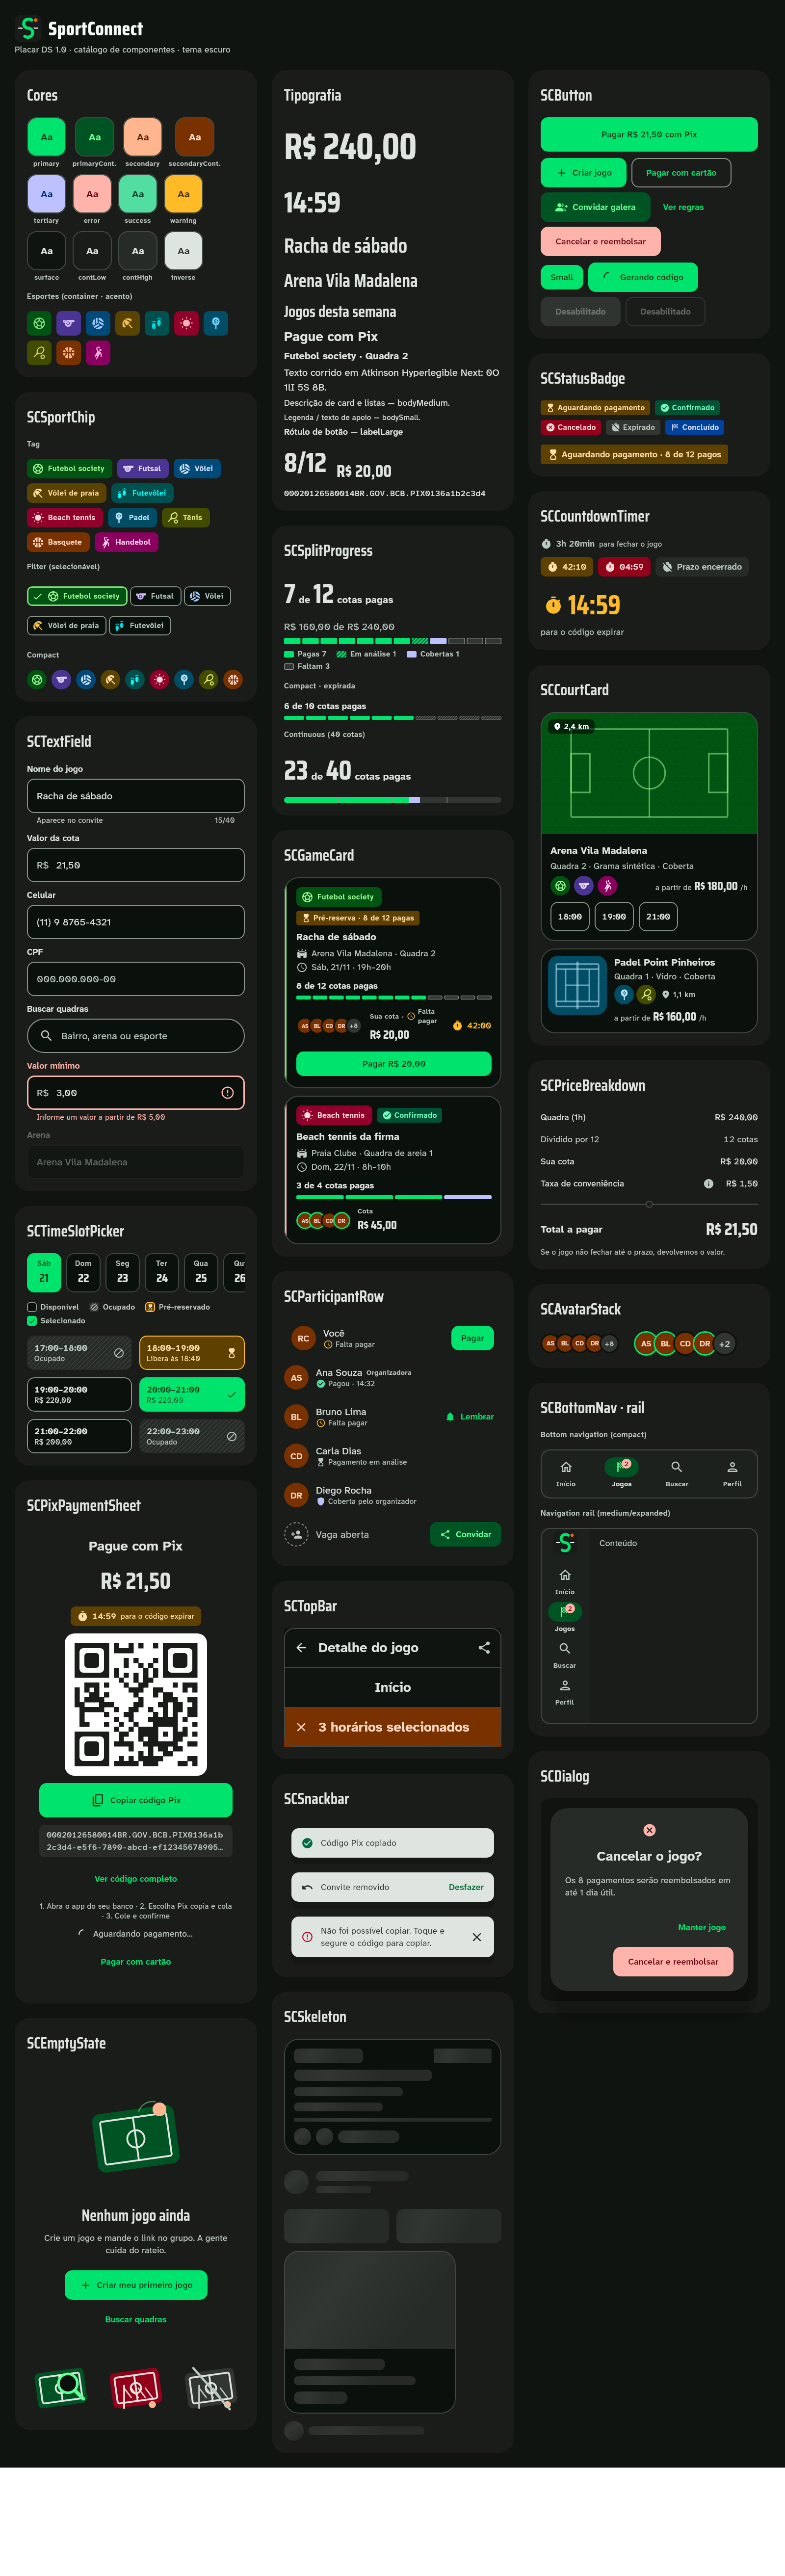 SportConnect
Placar DS 1.0 · catálogo de componentes · tema escuro
Cores
Aa Aa Aa Aa
primary primaryCont. secondary secondaryCont.
Aa Aa Aa Aa
tertiary error success warning
Aa Aa Aa Aa
surface contLow contHigh inverse
Esportes (container · acento)
SCSportChip
Tag
Futebol society Futsal Vôlei
Vôlei de praia Futevôlei
Beach tennis Padel Tênis
Basquete Handebol
Filter (selecionável)
Futebol society Futsal Vôlei
Vôlei de praia Futevôlei
Compact
SCTextField
Nome do jogo
Racha de sábado
Aparece no convite 15/40
Valor da cota
R$ 21,50
Celular
(11) 9 8765-4321
CPF
000.000.000-00
Buscar quadras
Bairro, arena ou esporte
Valor mínimo
R$ 3,00
Informe um valor a partir de R$ 5,00
Arena
Arena Vila Madalena
SCTimeSlotPicker
Sáb Dom Seg Ter Qua Qu
21 22 23 24 25 26
Disponível Ocupado Pré-reservado
Selecionado
17:00–18:00
Ocupado
18:00–19:00
Libera às 18:40
19:00–20:00
R$ 220,00
20:00–21:00
R$ 220,00
21:00–22:00
R$ 200,00
22:00–23:00
Ocupado
SCPixPaymentSheet
Pague com Pix
R$ 21,50
14:59 para o código expirar
Copiar código Pix
00020126580014BR.GOV.BCB.PIX0136a1b
2c3d4-e5f6-7890-abcd-ef12345678905…
Ver código completo
1. Abra o app do seu banco · 2. Escolha Pix copia e cola
· 3. Cole e confirme
Aguardando pagamento…
Pagar com cartão
SCEmptyState
Nenhum jogo ainda
Crie um jogo e mande o link no grupo. A gente
cuida do rateio.
Criar meu primeiro jogo
Buscar quadras
Tipografia
R$ 240,00
14:59
Racha de sábado
Arena Vila Madalena
Jogos desta semana
Pague com Pix
Futebol society · Quadra 2
Texto corrido em Atkinson Hyperlegible Next: 0O
1lI 5S 8B.
Descrição de card e listas — bodyMedium.
Legenda / texto de apoio — bodySmall.
Rótulo de botão — labelLarge
8/12 R$ 20,00
00020126580014BR.GOV.BCB.PIX0136a1b2c3d4
SCSplitProgress
7 de 12 cotas pagas
R$ 160,00 de R$ 240,00
Pagas 7 Em análise 1 Cobertas 1
Faltam 3
Compact · expirada
6 de 10 cotas pagas
Continuous (40 cotas)
23 de 40 cotas pagas
SCGameCard
Futebol society
Pré-reserva · 8 de 12 pagas
Racha de sábado
Arena Vila Madalena · Quadra 2
Sáb, 21/11 · 19h–20h
8 de 12 cotas pagas
AS BL CD DR +8
Sua cota · Falta pagar
R$ 20,00
42:00
Pagar R$ 20,00
Beach tennis Confirmado
Beach tennis da firma
Praia Clube · Quadra de areia 1
Dom, 22/11 · 8h–10h
3 de 4 cotas pagas
AS BL CD DR
Cota
R$ 45,00
SCParticipantRow
RC Você
Falta pagar
Pagar
AS Ana Souza Organizadora
Pagou · 14:32
BL Bruno Lima
Falta pagar
Lembrar
CD Carla Dias
Pagamento em análise
DR Diego Rocha
Coberta pelo organizador
Vaga aberta
Convidar
SCTopBar
Detalhe do jogo
Início
3 horários selecionados
SCSnackbar
Código Pix copiado
Convite removido Desfazer
Não foi possível copiar. Toque e
segure o código para copiar.
SCSkeleton
SCButton
Pagar R$ 21,50 com Pix
Criar jogo Pagar com cartão
Convidar galera Ver regras
Cancelar e reembolsar
Small Gerando código
Desabilitado Desabilitado
SCStatusBadge
Aguardando pagamento Confirmado
Cancelado Expirado Concluído
Aguardando pagamento · 8 de 12 pagos
SCCountdownTimer
3h 20min para fechar o jogo
42:10 04:59 Prazo encerrado
14:59
para o código expirar
SCCourtCard
2,4 km
Arena Vila Madalena
Quadra 2 · Grama sintética · Coberta
a partir de R$ 180,00 /h
18:00 19:00 21:00
Padel Point Pinheiros
Quadra 1 · Vidro · Coberta
1,1 km
a partir de R$ 160,00 /h
SCPriceBreakdown
Quadra (1h) R$ 240,00
Dividido por 12 12 cotas
Sua cota R$ 20,00
Taxa de conveniência R$ 1,50
Total a pagar R$ 21,50
Se o jogo não fechar até o prazo, devolvemos o valor.
SCAvatarStack
AS BL CD DR +8 AS BL CD DR +2
SCBottomNav · rail
Bottom navigation (compact)
2
Início Jogos Buscar Perfil
Navigation rail (medium/expanded)
Conteúdo
Início
2
Jogos
Buscar
Perfil
SCDialog
Cancelar o jogo?
Os 8 pagamentos serão reembolsados em
até 1 dia útil.
Manter jogo
Cancelar e reembolsar